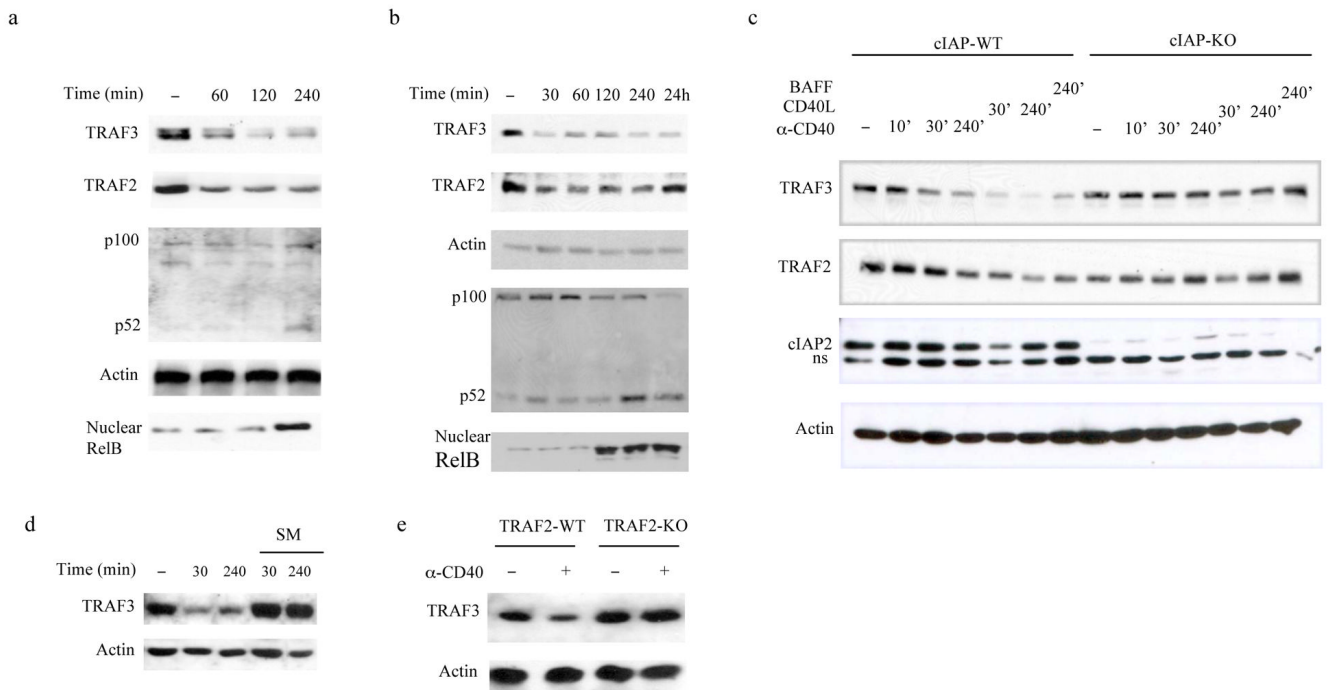 a
Time (min) – 60 120 240
TRAF3
TRAF2
p100
p52
Actin
Nuclear
RelB
b
Time (min) – 30 60 120 240 24h
TRAF3
TRAF2
Actin
p100
p52
Nuclear
RelB
c
cIAP-WT cIAP-KO
BAFF 240’ 240’
CD40L 30’ 240’ 30’ 240’
α-CD40 – 10’ 30’ 240’ – 10’ 30’ 240’
TRAF3
TRAF2
cIAP2
ns
Actin
d
SM
Time (min) – 30 240 30 240
TRAF3
Actin
e
TRAF2-WT TRAF2-KO
α-CD40 – + – +
TRAF3
Actin